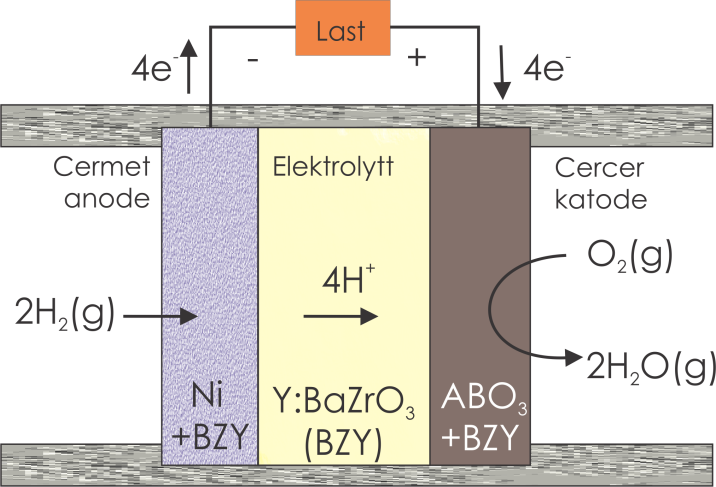 Last
4e⁻
-
+
4e⁻
Cermet
anode
Elektrolytt
Cercer
katode
O₂(g)
4H⁺
2H₂(g)
2H₂O(g)
Ni
+BZY
Y:BaZrO₃
(BZY)
ABO₃
+BZY